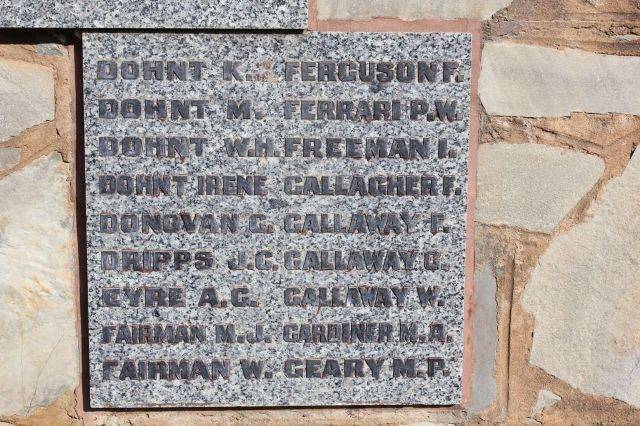 DOHNT K. FERGUSON F.
DOHNT M. FERRARI P.W.
DOHNT W.H. FREEMAN I.
DOHNT IRENE GALLAGHER F.
DONOVAN G. GALLAWAY F.
DRIPPS J.C. GALLAWAY G.
EYRE A.G. GALLAWAY W.
FAIRMAN M.J. GARDINER M.A.
FAIRMAN W. GEARY M.P.